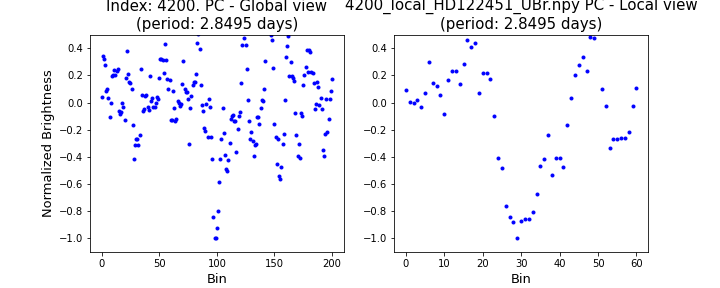 Index: 4200. PC - Global view
(period: 2.8495 days)
4200_local_HD122451_UBr.npy PC - Local view
(period: 2.8495 days)
Normalized Brightness
0.4
0.2
0.0
−0.2
−0.4
−0.6
−0.8
−1.0
0 50 100 150 200
Bin
0.4
0.2
0.0
−0.2
−0.4
−0.6
−0.8
−1.0
0 10 20 30 40 50 60
Bin